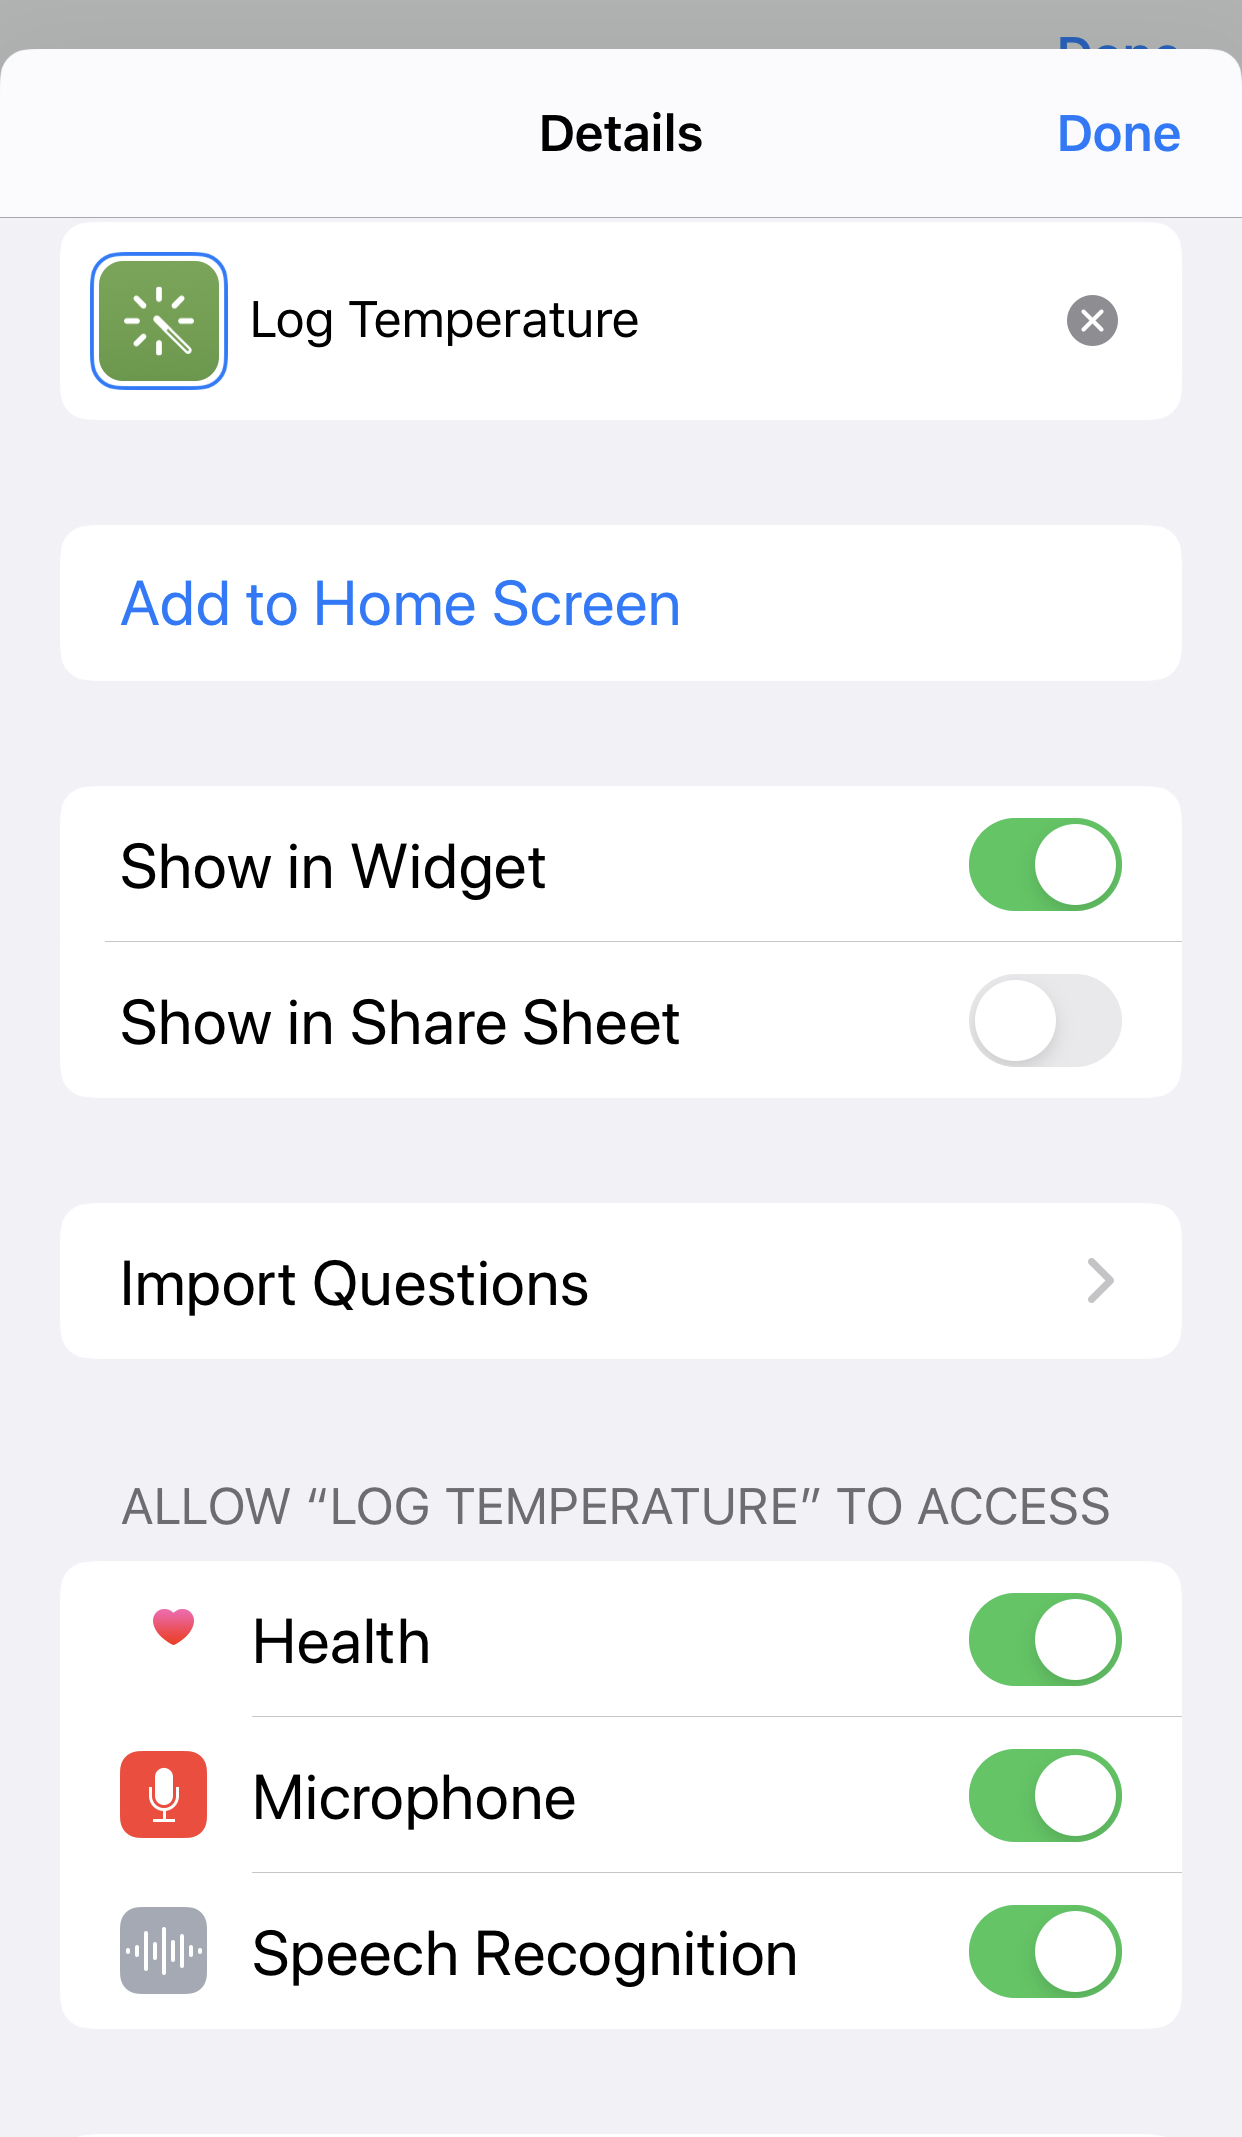 Done
Details
Done
Log Temperature
Add to Home Screen
Show in Widget
Show in Share Sheet
Import Questions
ALLOW “LOG TEMPERATURE” TO ACCESS
Health
Microphone
Speech Recognition